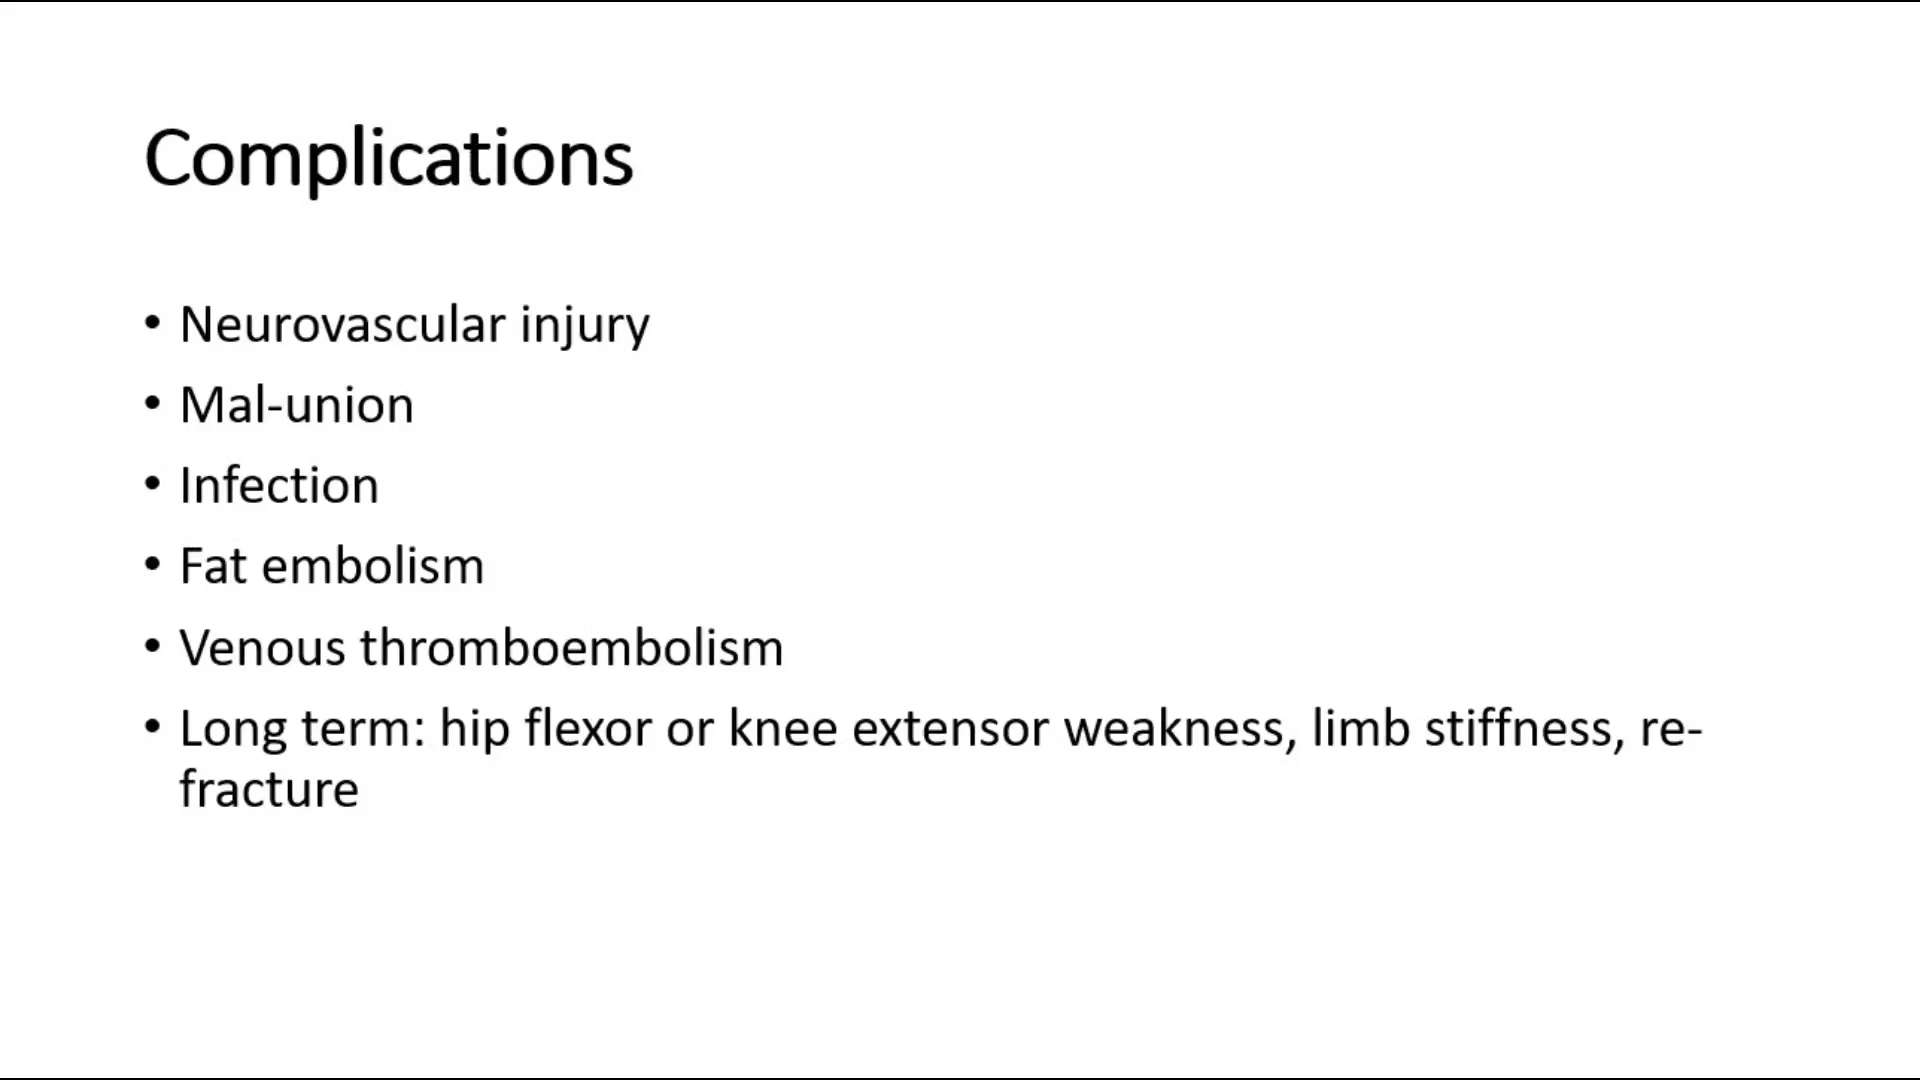 Complications
• Neurovascular injury
• Mal-union
• Infection
• Fat embolism
• Venous thromboembolism
• Long term: hip flexor or knee extensor weakness, limb stiffness, re-
fracture